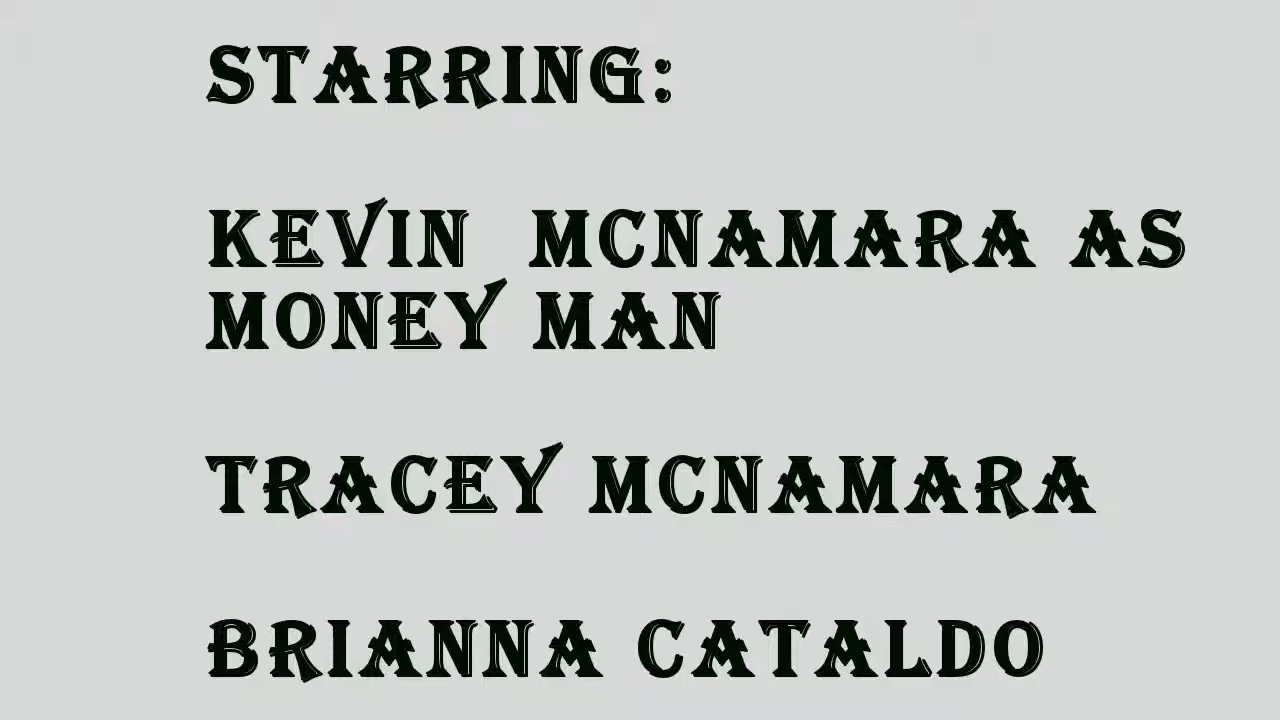 STARRING:
KEVIN MCNAMARA AS
MONEY MAN
TRACEY MCNAMARA
BRIANNA CATALDO